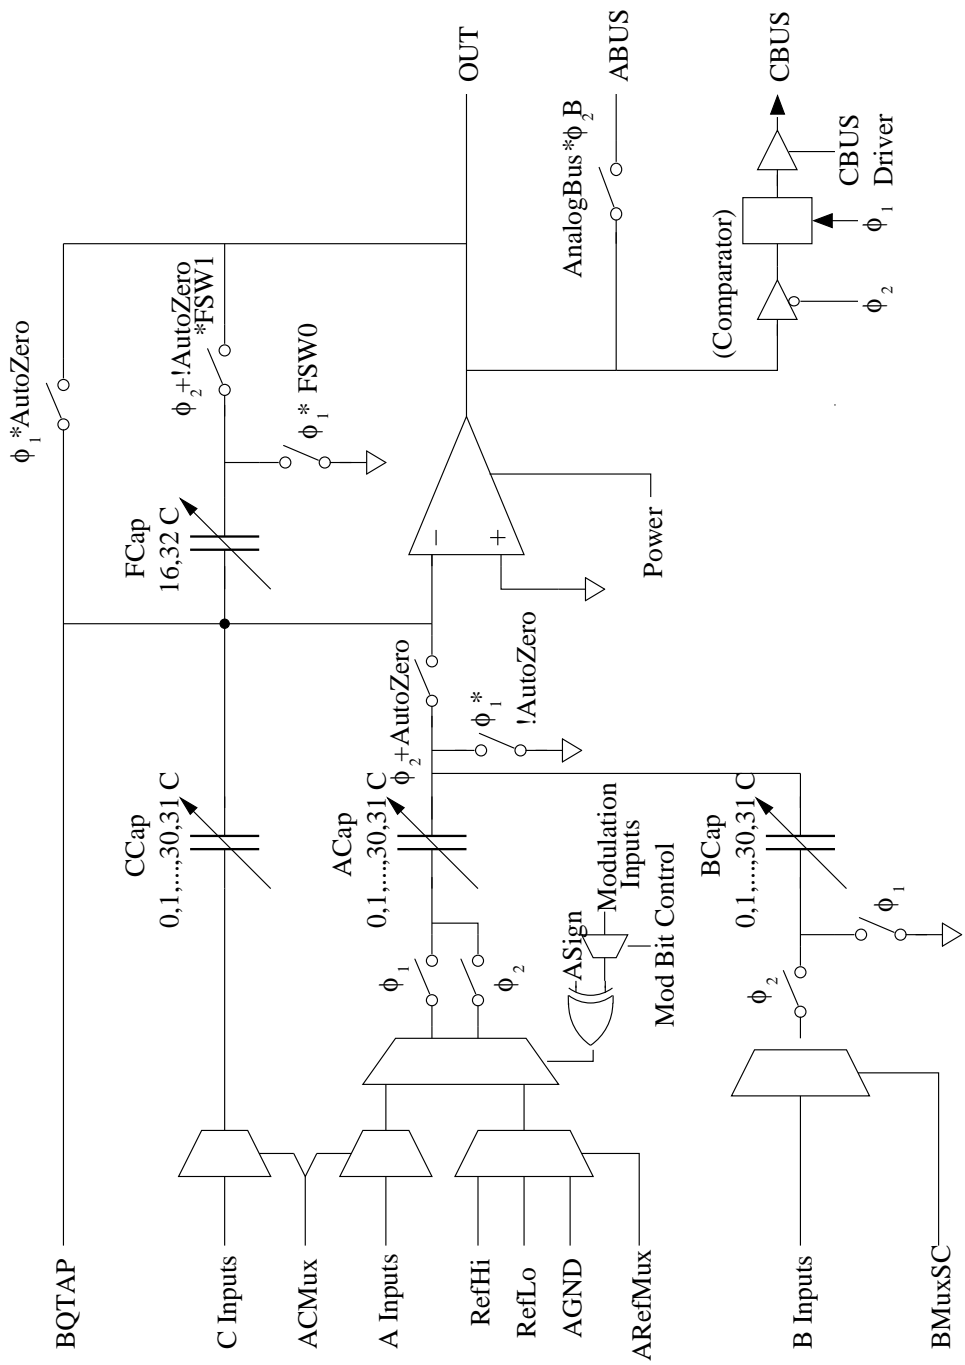 BQTAP
C Inputs
ACMux
A Inputs
RefHi
RefLo
AGND
ARefMux
B Inputs
BMuxSC
CCap
0,1,...,30,31 C
ACap
0,1,...,30,31 C
BCap
0,1,...,30,31 C
ϕ1
ϕ2
ASign
Modulation
Inputs
Mod Bit Control
ϕ2
ϕ1
ϕ2+AutoZero
ϕ1*
!AutoZero
FCap
16,32 C
ϕ1*AutoZero
ϕ2+!AutoZero
*FSW1
ϕ1* FSW0
−
+
Power
OUT
AnalogBus*ϕ2B
ABUS
(Comparator)
ϕ2
ϕ1
CBUS
Driver
CBUS